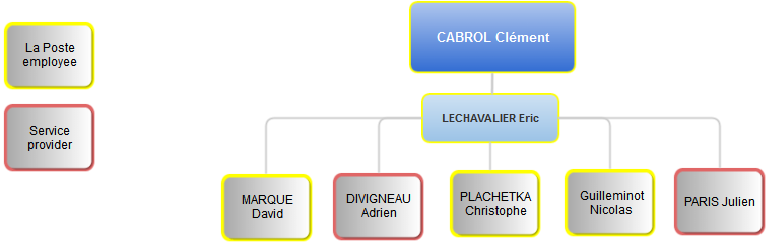 CABROL Clément
La Poste
employee
LECHAVALIER Eric
Service
provider
MARQUE
David
DIVIGNEAU
Adrien
PLACHETKA
Christophe
Guilleminot
Nicolas
PARIS Julien